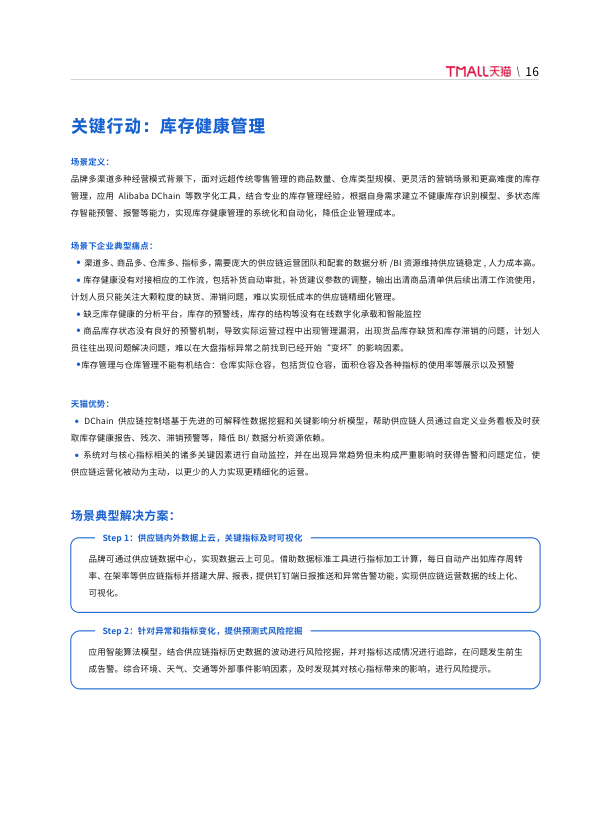 TMALL天猫 \ 16
关键行动：库存健康管理
场景定义：
品牌多渠道多种经营模式背景下，面对远超传统零售管理的商品数量、仓库类型规模、更灵活的营销场景和更高难度的库存
管理，应用 Alibaba DChain 等数字化工具，结合专业的库存管理经验，根据自身需求建立不健康库存识别模型、多状态库
存智能预警、报警等能力，实现库存健康管理的系统化和自动化，降低企业管理成本。
场景下企业典型痛点：
• 渠道多、商品多、仓库多、指标多，需要庞大的供应链运营团队和配套的数据分析 /BI 资源维持供应链稳定 , 人力成本高。
• 库存健康没有对接相应的工作流，包括补货自动审批，补货建议参数的调整，输出出清商品清单供后续出清工作流使用，
计划人员只能关注大颗粒度的缺货、滞销问题，难以实现低成本的供应链精细化管理。
• 缺乏库存健康的分析平台，库存的预警线，库存的结构等没有在线数字化承载和智能监控
• 商品库存状态没有良好的预警机制，导致实际运营过程中出现管理漏洞，出现货品库存缺货和库存滞销的问题，计划人
员往往出现问题解决问题，难以在大盘指标异常之前找到已经开始“变坏”的影响因素。
•库存管理与仓库管理不能有机结合：仓库实际仓容，包括货位仓容，面积仓容及各种指标的使用率等展示以及预警
天猫优势：
• DChain 供应链控制塔基于先进的可解释性数据挖掘和关键影响分析模型，帮助供应链人员通过自定义业务看板及时获
取库存健康报告、残次、滞销预警等，降低 BI/ 数据分析资源依赖。
• 系统对与核心指标相关的诸多关键因素进行自动监控，并在出现异常趋势但未构成严重影响时获得告警和问题定位，使
供应链运营化被动为主动，以更少的人力实现更精细化的运营。
场景典型解决方案：
Step 1：供应链内外数据上云，关键指标及时可视化
品牌可通过供应链数据中心，实现数据云上可见。借助数据标准工具进行指标加工计算，每日自动产出如库存周转
率、在架率等供应链指标并搭建大屏、报表，提供钉钉端日报推送和异常告警功能，实现供应链运营数据的线上化、
可视化。
Step 2：针对异常和指标变化，提供预测式风险挖掘
应用智能算法模型，结合供应链指标历史数据的波动进行风险挖掘，并对指标达成情况进行追踪，在问题发生前生
成告警。综合环境、天气、交通等外部事件影响因素，及时发现其对核心指标带来的影响，进行风险提示。